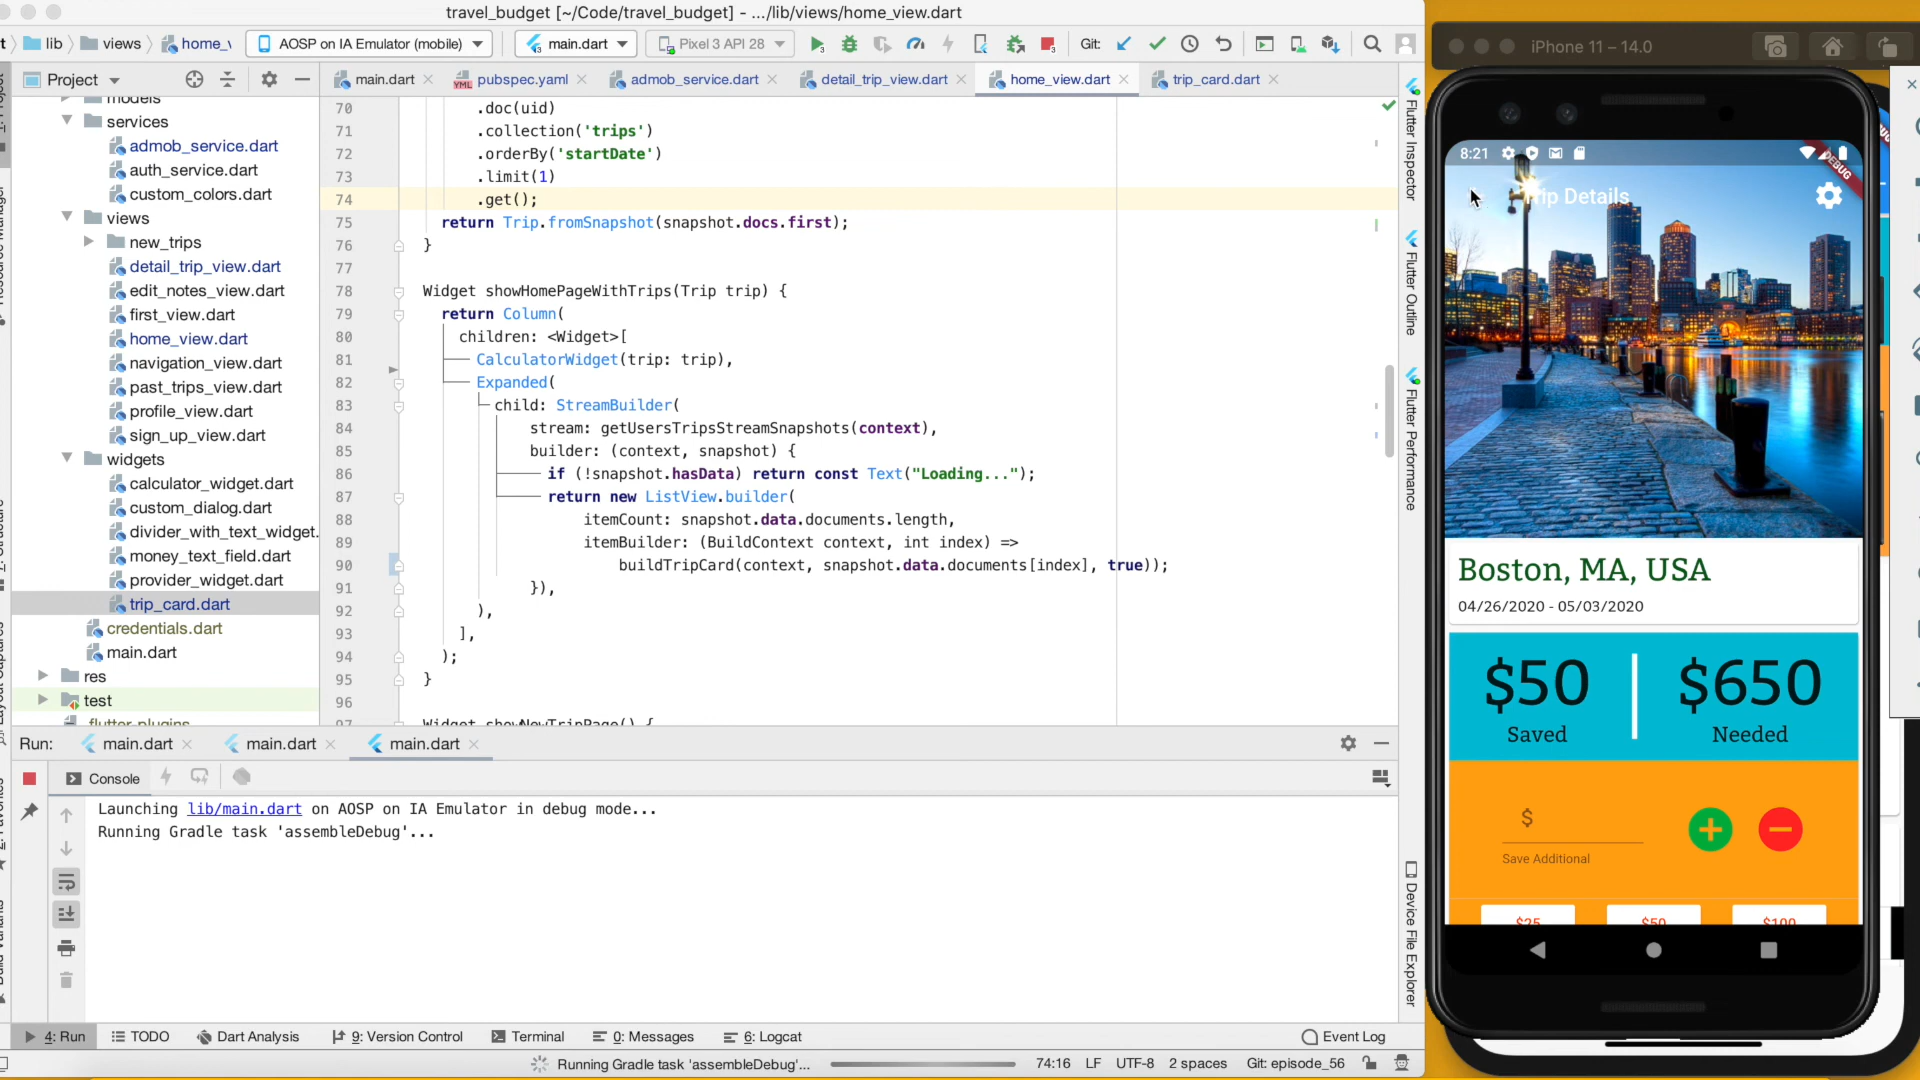 travel_budget [~/Code/travel_budget] - .../lib/views/home_view.dart
lib
views
home_v
AOSP on IA Emulator (mobile)
main.dart
Pixel 3 API 28
Git:
iPhone 11 – 14.0
Project
main.dart
pubspec.yaml
admob_service.dart
detail_trip_view.dart
home_view.dart
trip_card.dart
models
services
admob_service.dart
auth_service.dart
custom_colors.dart
views
new_trips
detail_trip_view.dart
edit_notes_view.dart
first_view.dart
home_view.dart
navigation_view.dart
past_trips_view.dart
profile_view.dart
sign_up_view.dart
widgets
calculator_widget.dart
custom_dialog.dart
divider_with_text_widget.
money_text_field.dart
provider_widget.dart
trip_card.dart
credentials.dart
main.dart
res
test
.flutter-plugins
70 .doc(uid)
71 .collection('trips')
72 .orderBy('startDate')
73 .limit(1)
74 .get();
75 return Trip.fromSnapshot(snapshot.docs.first);
76 }
77
78 Widget showHomePageWithTrips(Trip trip) {
79 return Column(
80 children: <Widget>[
81 CalculatorWidget(trip: trip),
82 Expanded(
83 child: StreamBuilder(
84 stream: getUsersTripsStreamSnapshots(context),
85 builder: (context, snapshot) {
86 if (!snapshot.hasData) return const Text("Loading...");
87 return new ListView.builder(
88 itemCount: snapshot.data.documents.length,
89 itemBuilder: (BuildContext context, int index) =>
90 buildTripCard(context, snapshot.data.documents[index], true));
91 }),
92 ),
93 ],
94 );
95 }
96
97 Widget showNewTripPage() {
Flutter Inspector
Flutter Outline
Flutter Performance
Device File Explorer
8:21
DEBUG
Trip Details
Boston, MA, USA
04/26/2020 - 05/03/2020
$50
Saved
$650
Needed
$
Save Additional
$25
$50
$100
Run:
main.dart
main.dart
main.dart
Console
Launching lib/main.dart on AOSP on IA Emulator in debug mode...
Running Gradle task 'assembleDebug'...
4: Run
TODO
Dart Analysis
9: Version Control
Terminal
0: Messages
6: Logcat
Event Log
Running Gradle task 'assembleDebug'...
74:16
LF
UTF-8
2 spaces
Git: episode_56